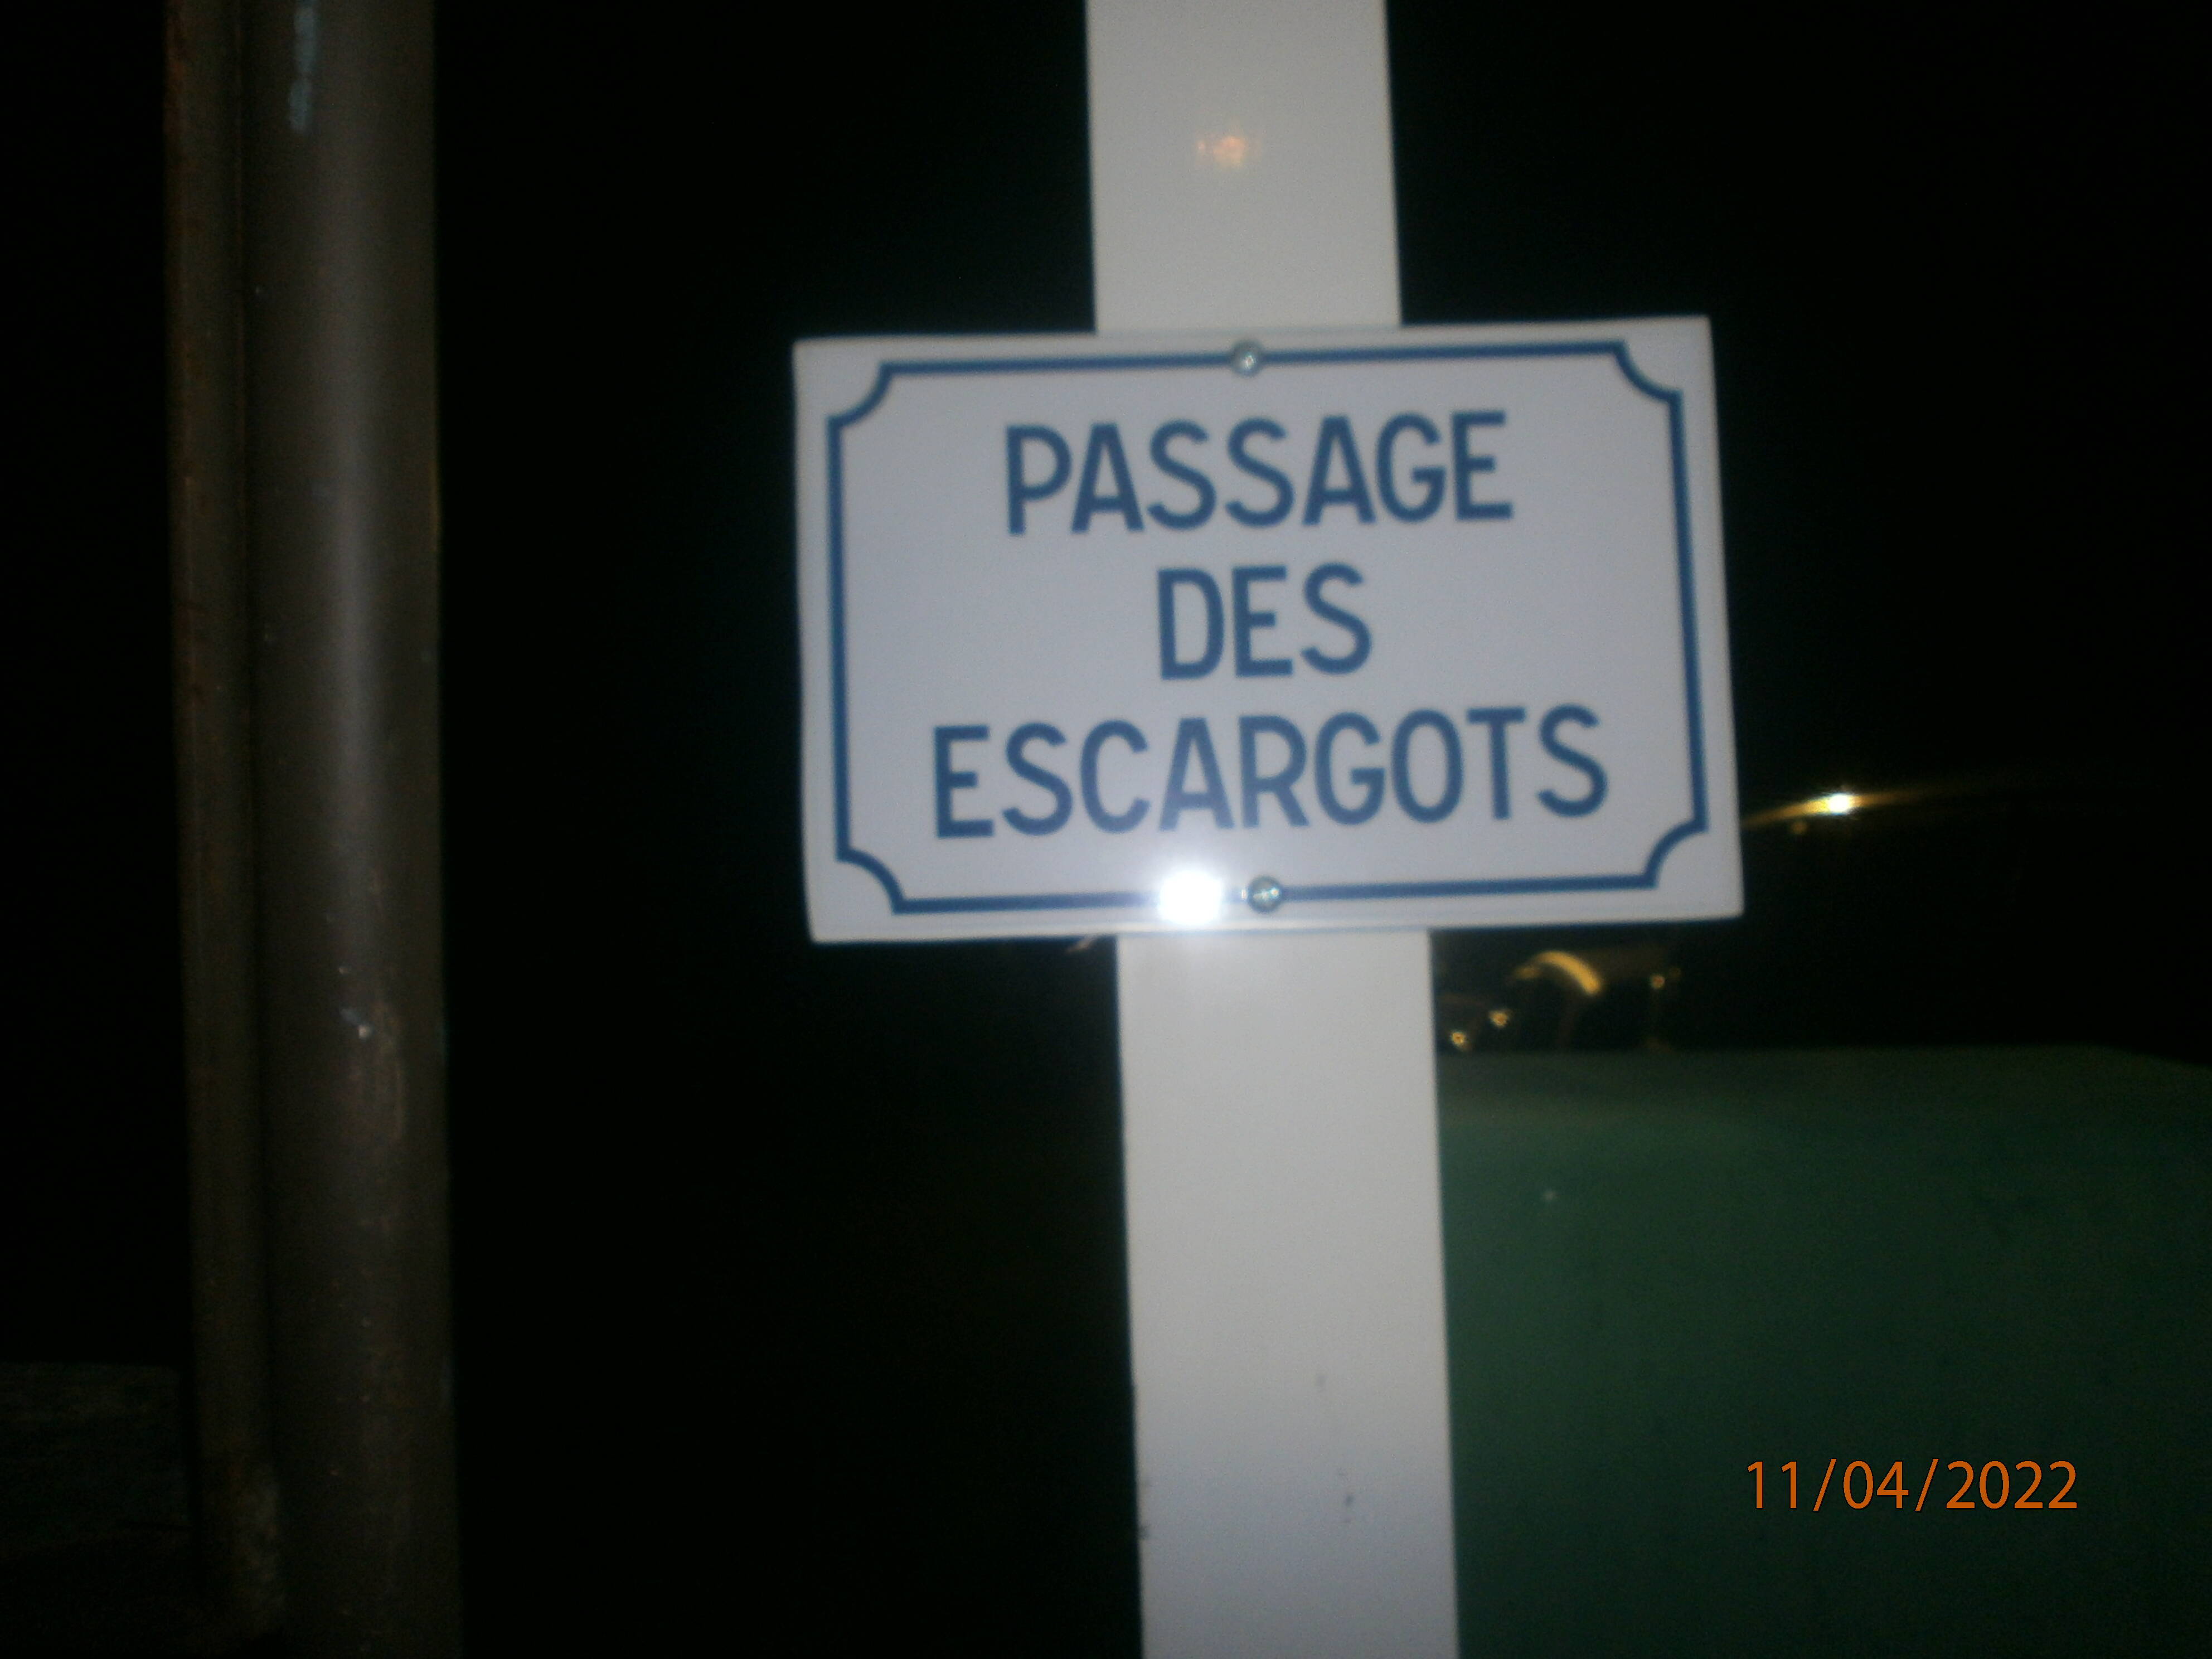 PASSAGE
DES
ESCARGOTS
11/04/2022